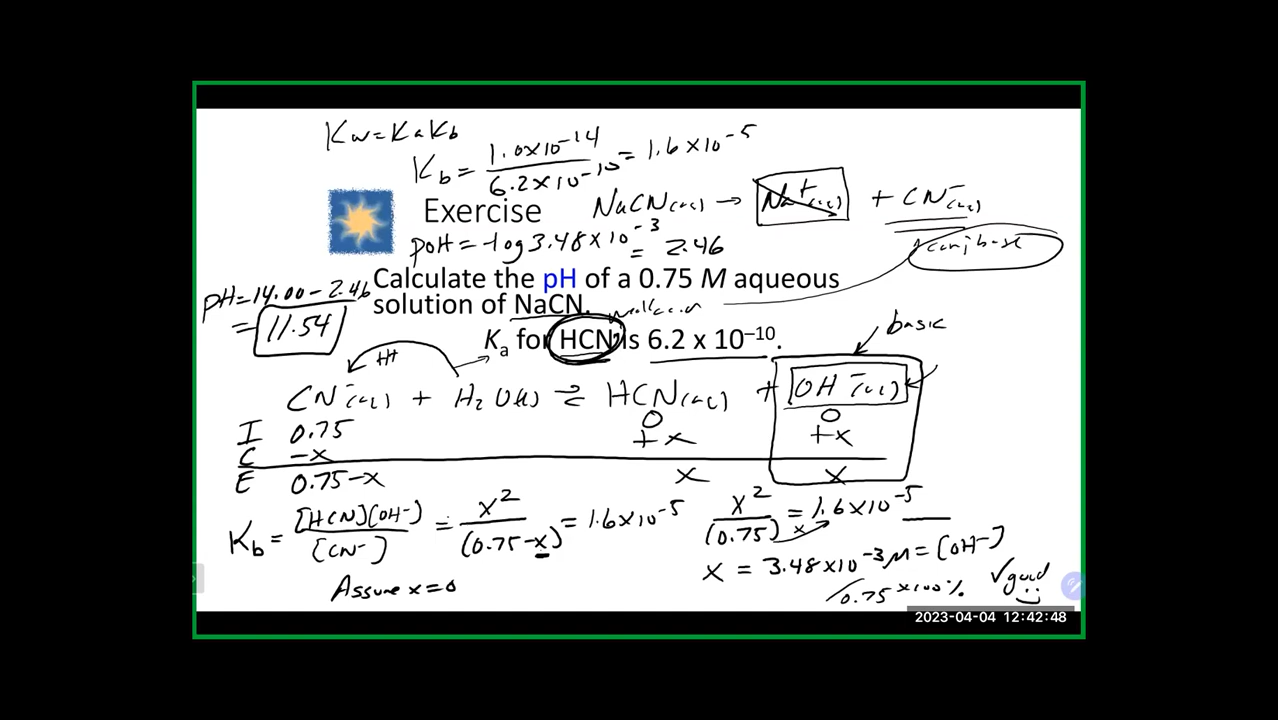 Kw = KaKb
Kb = 1.0x10-14 / 6.2x10-10 = 1.6x10-5
Exercise
NaCN(aq) → Na+(aq) + CN-(aq)
pOH = -log 3.48x10-3 = 2.46
conj base
Calculate the pH of a 0.75 M aqueous
solution of NaCN.
pH = 14.00 - 2.46
= 11.54
weak acid
Ka for HCN is 6.2 x 10–10.
basic
H+
CN-(aq) + H2O(l) ⇌ HCN(aq) + OH-(aq)
I 0.75 0 0
C -x +x +x
E 0.75-x x x
Kb = [HCN][OH-] / [CN-] = x2 / (0.75-x) = 1.6x10-5
x2 / (0.75) = 1.6x10-5
x = 3.48x10-3 M = [OH-]
/0.75 x100% ✓good
Assume x=0
2023-04-04 12:42:48